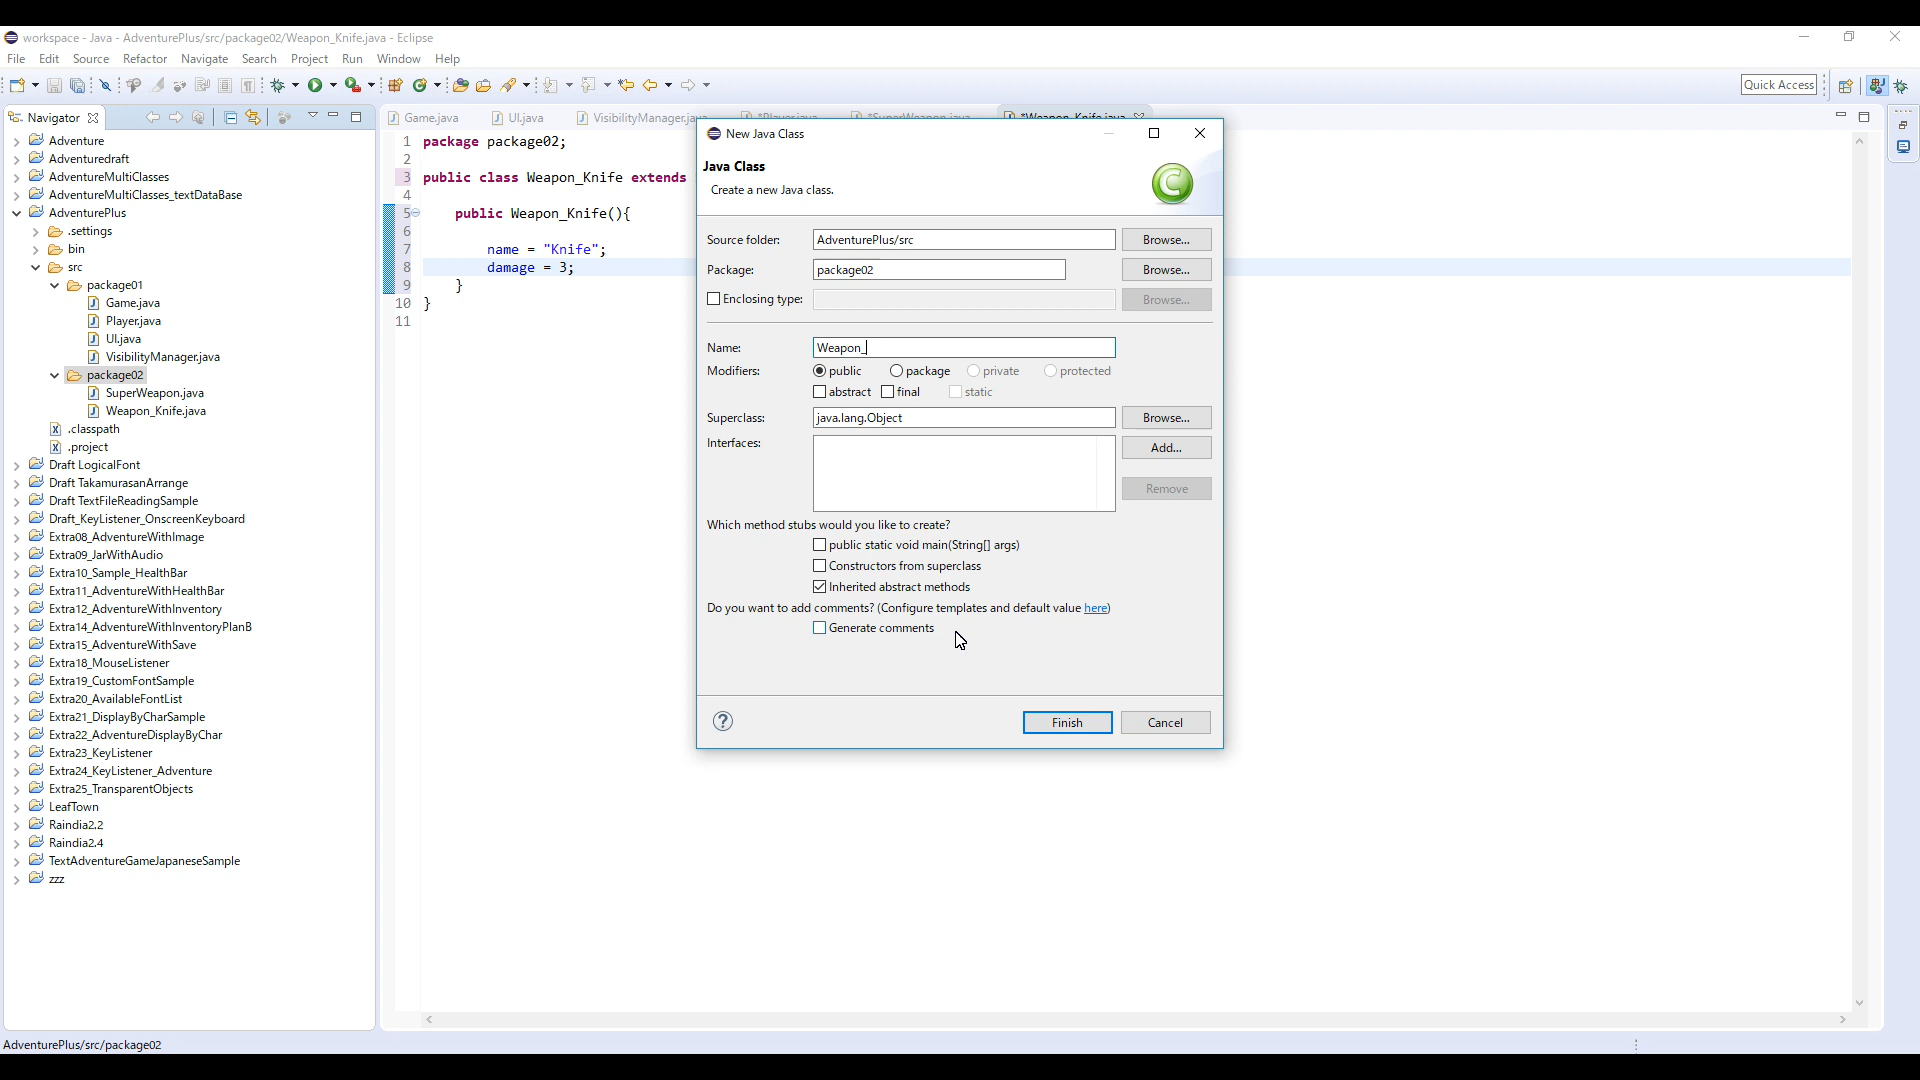 workspace - Java - AdventurePlus/src/package02/Weapon_Knife.java - Eclipse
File Edit Source Refactor Navigate Search Project Run Window Help
Quick Access
Navigator
Adventure
Adventuredraft
AdventureMultiClasses
AdventureMultiClasses_textDataBase
AdventurePlus
.settings
bin
src
package01
Game.java
Player.java
UI.java
VisibilityManager.java
package02
SuperWeapon.java
Weapon_Knife.java
.classpath
.project
Draft LogicalFont
Draft TakamurasanArrange
Draft TextFileReadingSample
Draft_KeyListener_OnscreenKeyboard
Extra08_AdventureWithImage
Extra09_JarWithAudio
Extra10_Sample_HealthBar
Extra11_AdventureWithHealthBar
Extra12_AdventureWithInventory
Extra14_AdventureWithInventoryPlanB
Extra15_AdventureWithSave
Extra18_MouseListener
Extra19_CustomFontSample
Extra20_AvailableFontList
Extra21_DisplayByCharSample
Extra22_AdventureDisplayByChar
Extra23_KeyListener
Extra24_KeyListener_Adventure
Extra25_TransparentObjects
LeafTown
Raindia2.2
Raindia2.4
TextAdventureGameJapaneseSample
zzz
Game.java UI.java VisibilityManager.java *Player.java *SuperWeapon.java *Weapon_Knife.java
1 package package02;
2
3 public class Weapon_Knife extends
4
5 public Weapon_Knife(){
6
7 name = "Knife";
8 damage = 3;
9 }
10 }
11
New Java Class
Java Class
Create a new Java class.
C
Source folder: AdventurePlus/src Browse...
Package: package02 Browse...
Enclosing type: Browse...
Name: Weapon_
Modifiers: public package private protected
abstract final static
Superclass: java.lang.Object Browse...
Interfaces: Add...
Remove
Which method stubs would you like to create?
public static void main(String[] args)
Constructors from superclass
Inherited abstract methods
Do you want to add comments? (Configure templates and default value here)
Generate comments
? Finish Cancel
AdventurePlus/src/package02